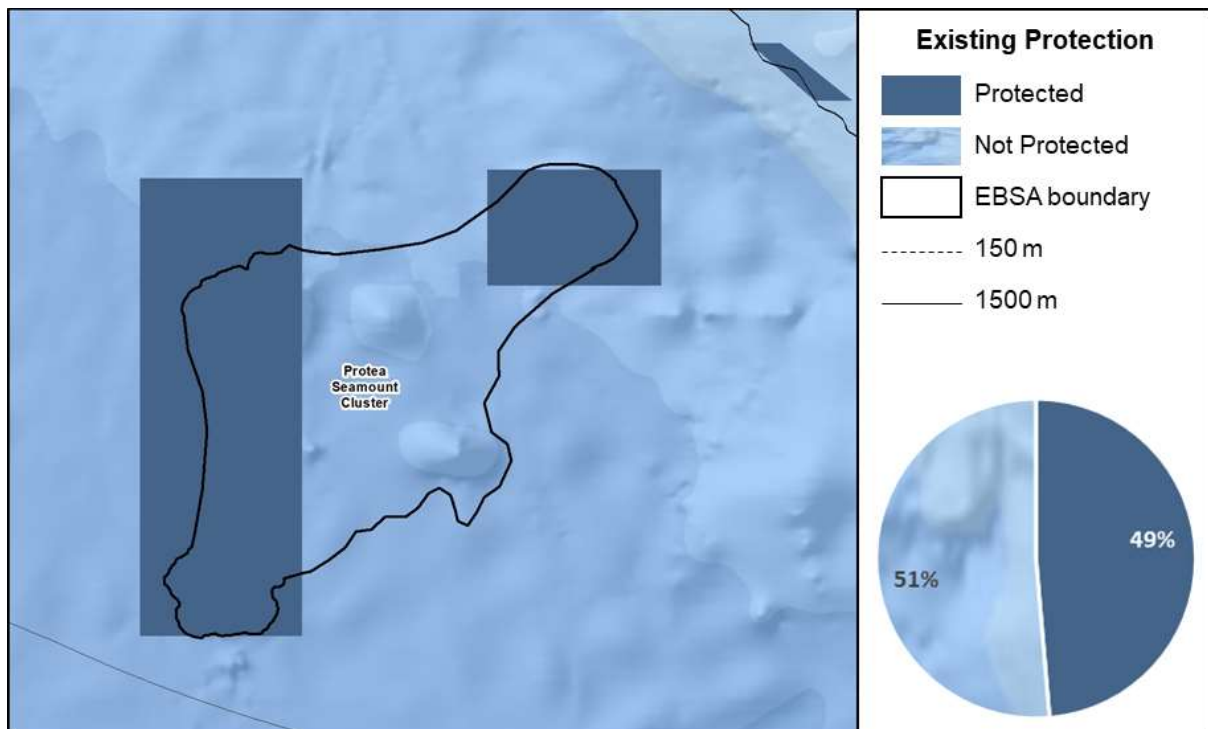 Protea
Seamount
Cluster
Existing Protection
Protected
Not Protected
EBSA boundary
150 m
1500 m
49%
51%